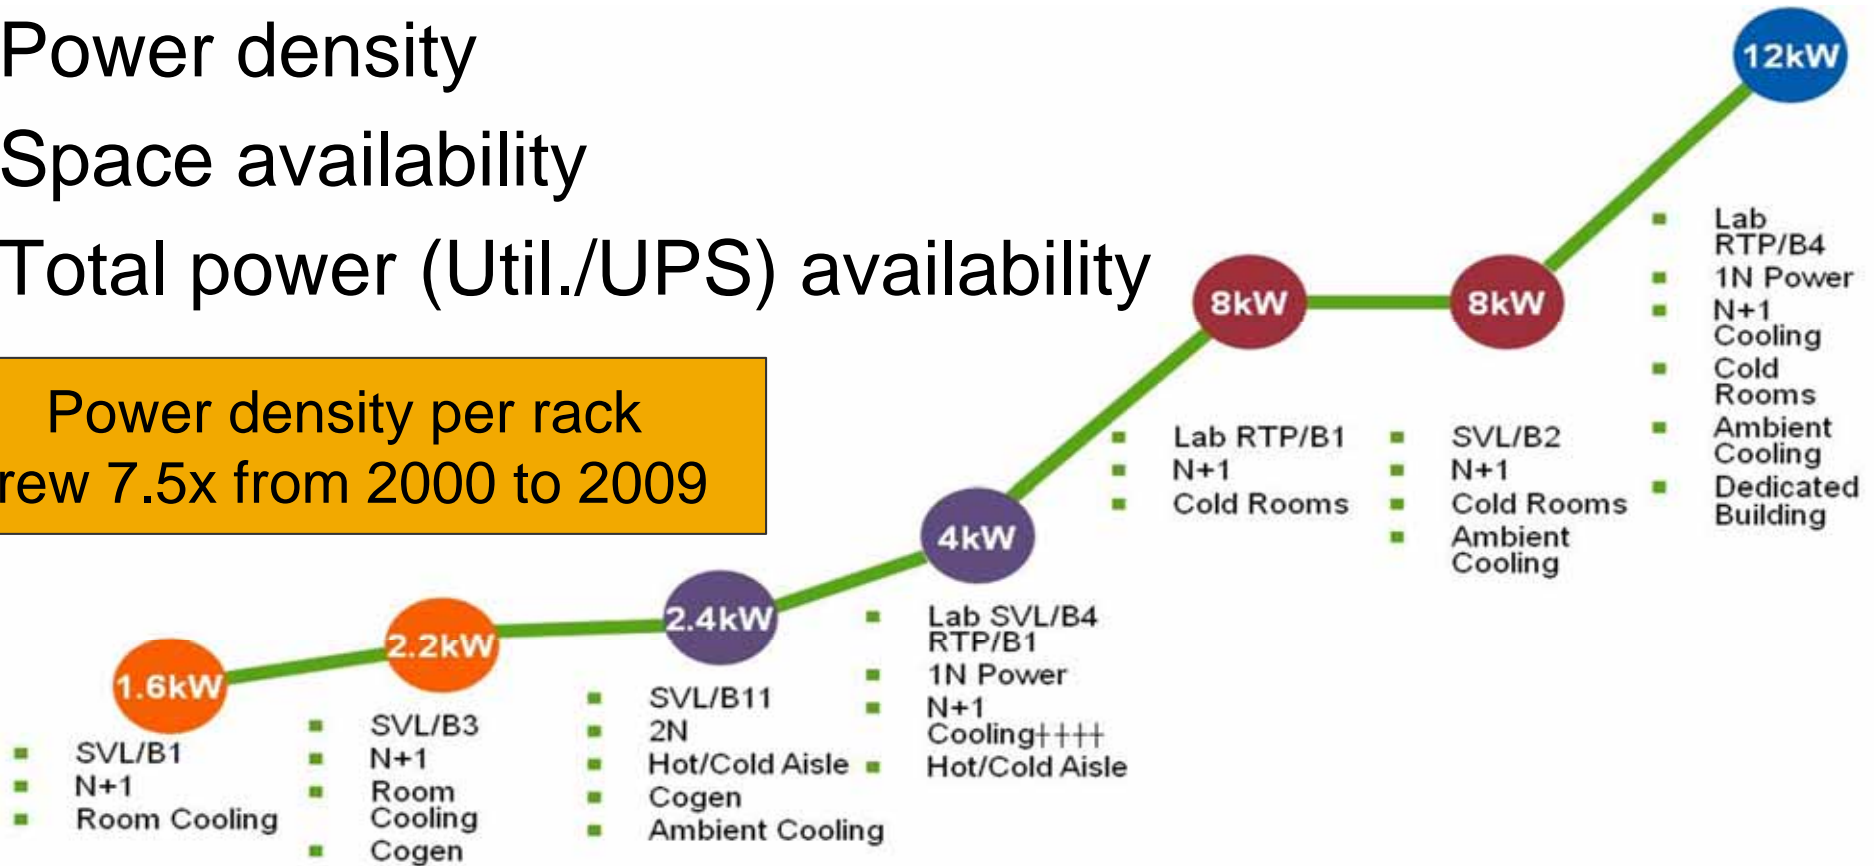 Power density
Space availability
Total power (Util./UPS) availability
Power density per rack
rew 7.5x from 2000 to 2009
1.6kW
SVL/B1
N+1
Room Cooling
2.2kW
SVL/B3
N+1
Room
Cooling
Cogen
2.4kW
SVL/B11
2N
Hot/Cold Aisle
Cogen
Ambient Cooling
4kW
Lab SVL/B4
RTP/B1
1N Power
N+1
Cooling++++
Hot/Cold Aisle
8kW
Lab RTP/B1
N+1
Cold Rooms
8kW
SVL/B2
N+1
Cold Rooms
Ambient
Cooling
12kW
Lab
RTP/B4
1N Power
N+1
Cooling
Cold
Rooms
Ambient
Cooling
Dedicated
Building